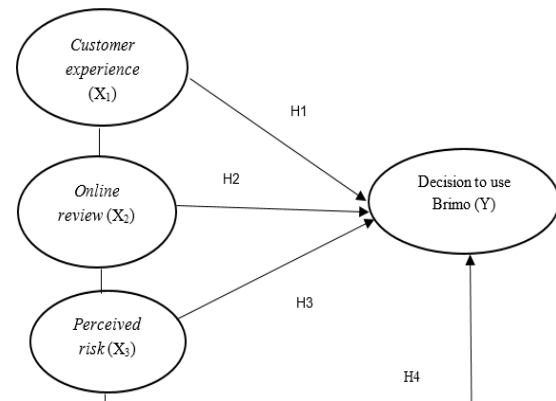 Customer
experience
(X₁)
H1
H2
Online
review (X₂)
Decision to use
Brimo (Y)
Perceived
risk (X₃)
H3
H4